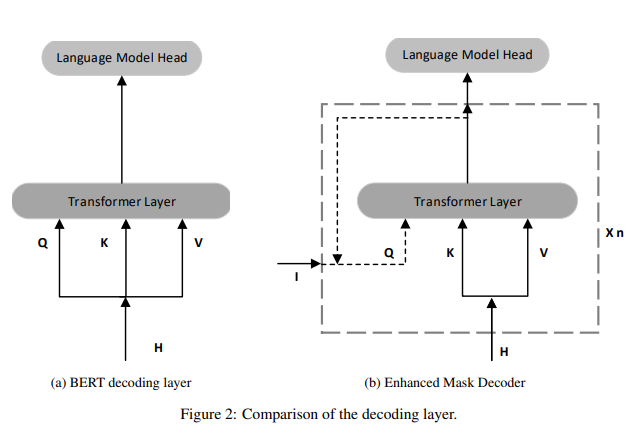 Language Model Head
Transformer Layer
Q
K
V
H
(a) BERT decoding layer
Language Model Head
Transformer Layer
X n
Q
K
V
I
H
(b) Enhanced Mask Decoder
Figure 2: Comparison of the decoding layer.